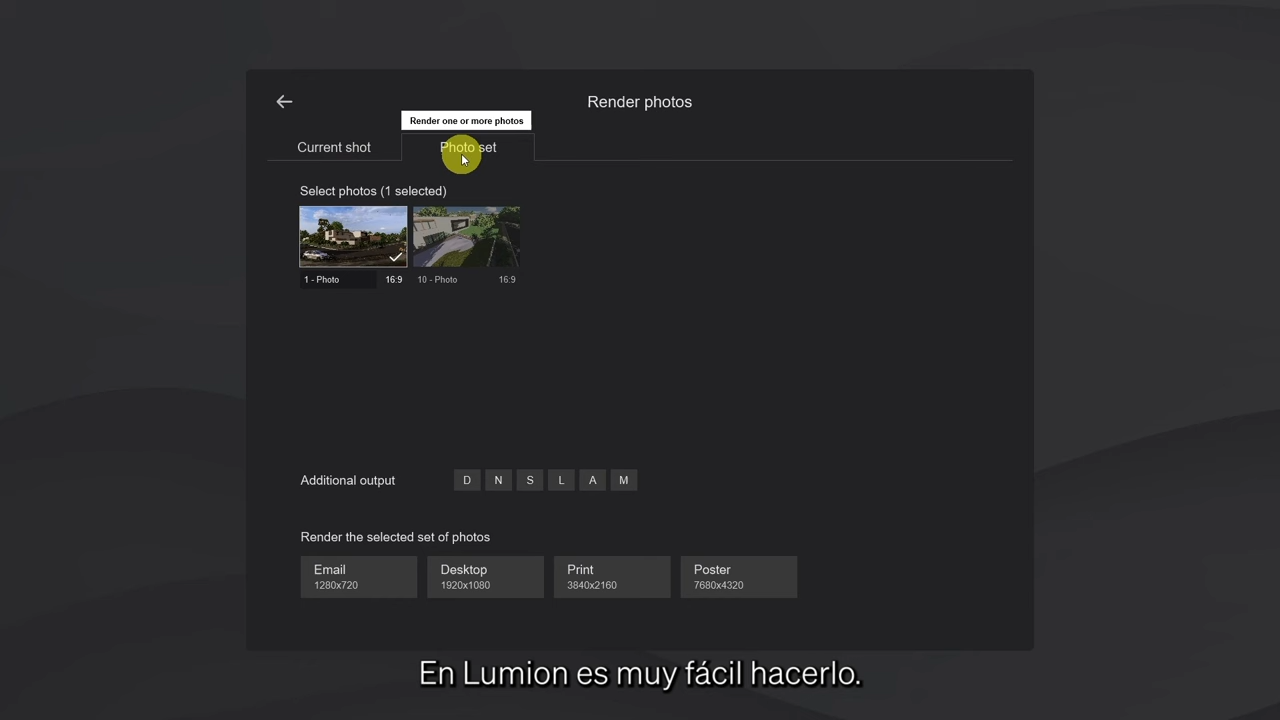 Render photos
Render one or more photos
Current shot
Photo set
Select photos (1 selected)
1 - Photo 16:9
10 - Photo 16:9
Additional output D N S L A M
Render the selected set of photos
Email
1280x720
Desktop
1920x1080
Print
3840x2160
Poster
7680x4320
En Lumion es muy fácil hacerlo.